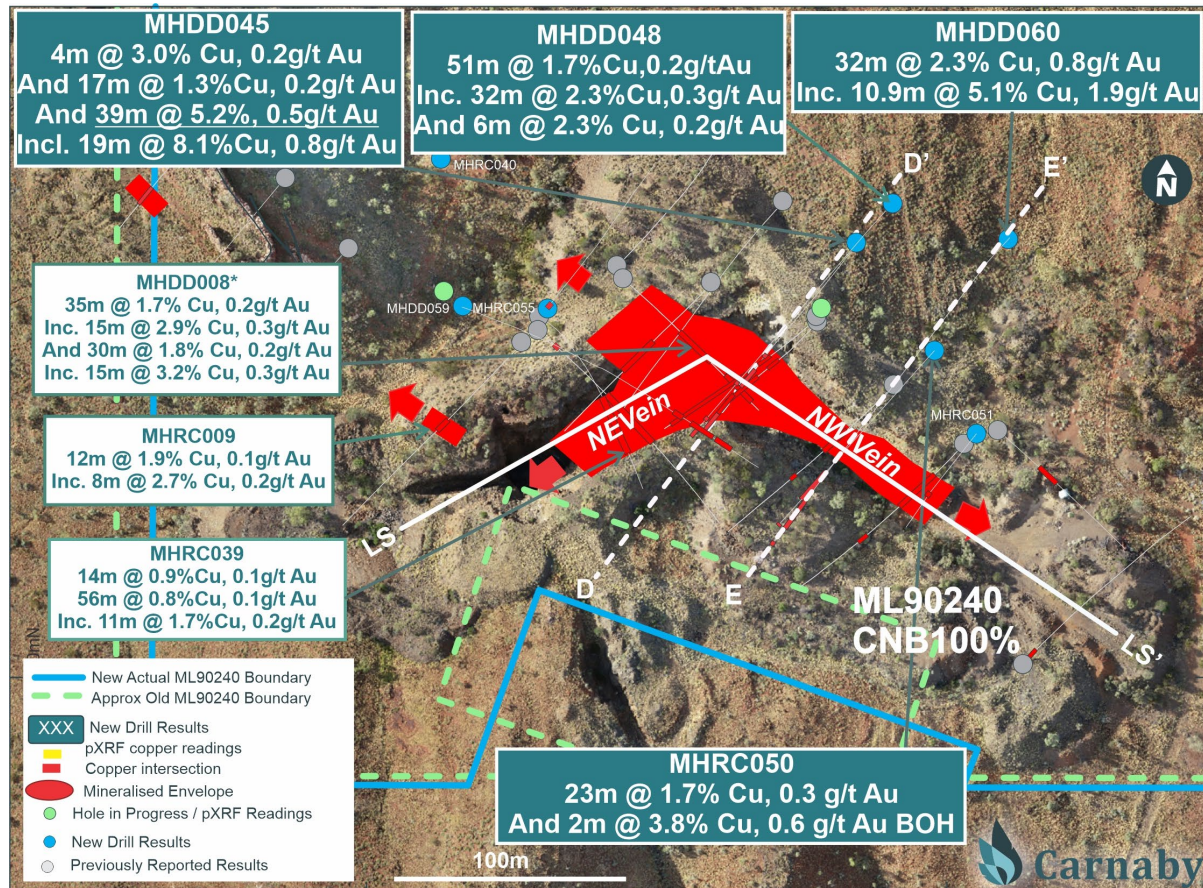 MHDD045
4m @ 3.0% Cu, 0.2g/t Au
And 17m @ 1.3%Cu, 0.2g/t Au
And 39m @ 5.2%, 0.5g/t Au
Incl. 19m @ 8.1%Cu, 0.8g/t Au
MHDD048
51m @ 1.7%Cu,0.2g/tAu
Inc. 32m @ 2.3%Cu,0.3g/t Au
And 6m @ 2.3% Cu, 0.2g/t Au
MHDD060
32m @ 2.3% Cu, 0.8g/t Au
Inc. 10.9m @ 5.1% Cu, 1.9g/t Au
MHRC040
D'
E'
N
MHDD008*
35m @ 1.7% Cu, 0.2g/t Au
Inc. 15m @ 2.9% Cu, 0.3g/t Au
And 30m @ 1.8% Cu, 0.2g/t Au
Inc. 15m @ 3.2% Cu, 0.3g/t Au
MHDD059
MHRC055
MHRC009
12m @ 1.9% Cu, 0.1g/t Au
Inc. 8m @ 2.7% Cu, 0.2g/t Au
NEVein
NWVein
MHRC051
LS
MHRC039
14m @ 0.9%Cu, 0.1g/t Au
56m @ 0.8%Cu, 0.1g/t Au
Inc. 11m @ 1.7%Cu, 0.2g/t Au
D
E
ML90240
CNB100%
LS'
New Actual ML90240 Boundary
Approx Old ML90240 Boundary
XXX New Drill Results
pXRF copper readings
Copper intersection
Mineralised Envelope
Hole in Progress / pXRF Readings
New Drill Results
Previously Reported Results
MHRC050
23m @ 1.7% Cu, 0.3 g/t Au
And 2m @ 3.8% Cu, 0.6 g/t Au BOH
100m
Carnaby